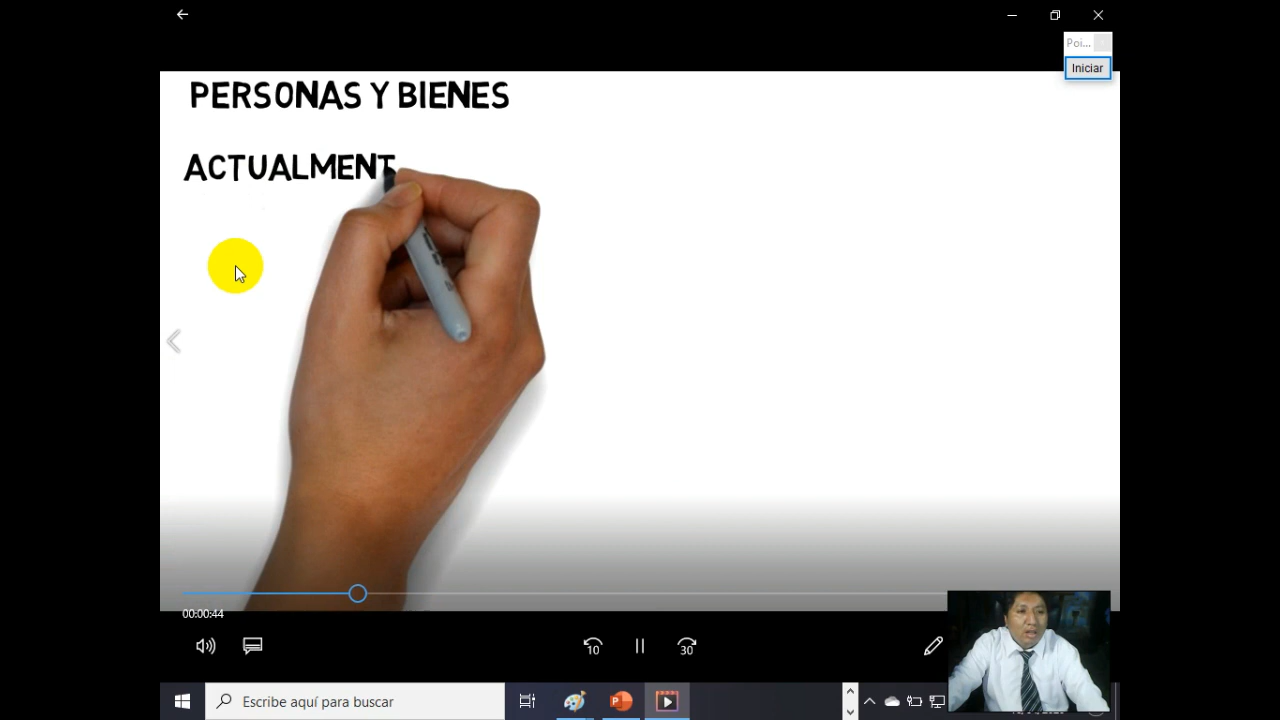 Poi...
Iniciar
PERSONAS Y BIENES
ACTUALMENT
00:00:44
10
30
Escribe aquí para buscar